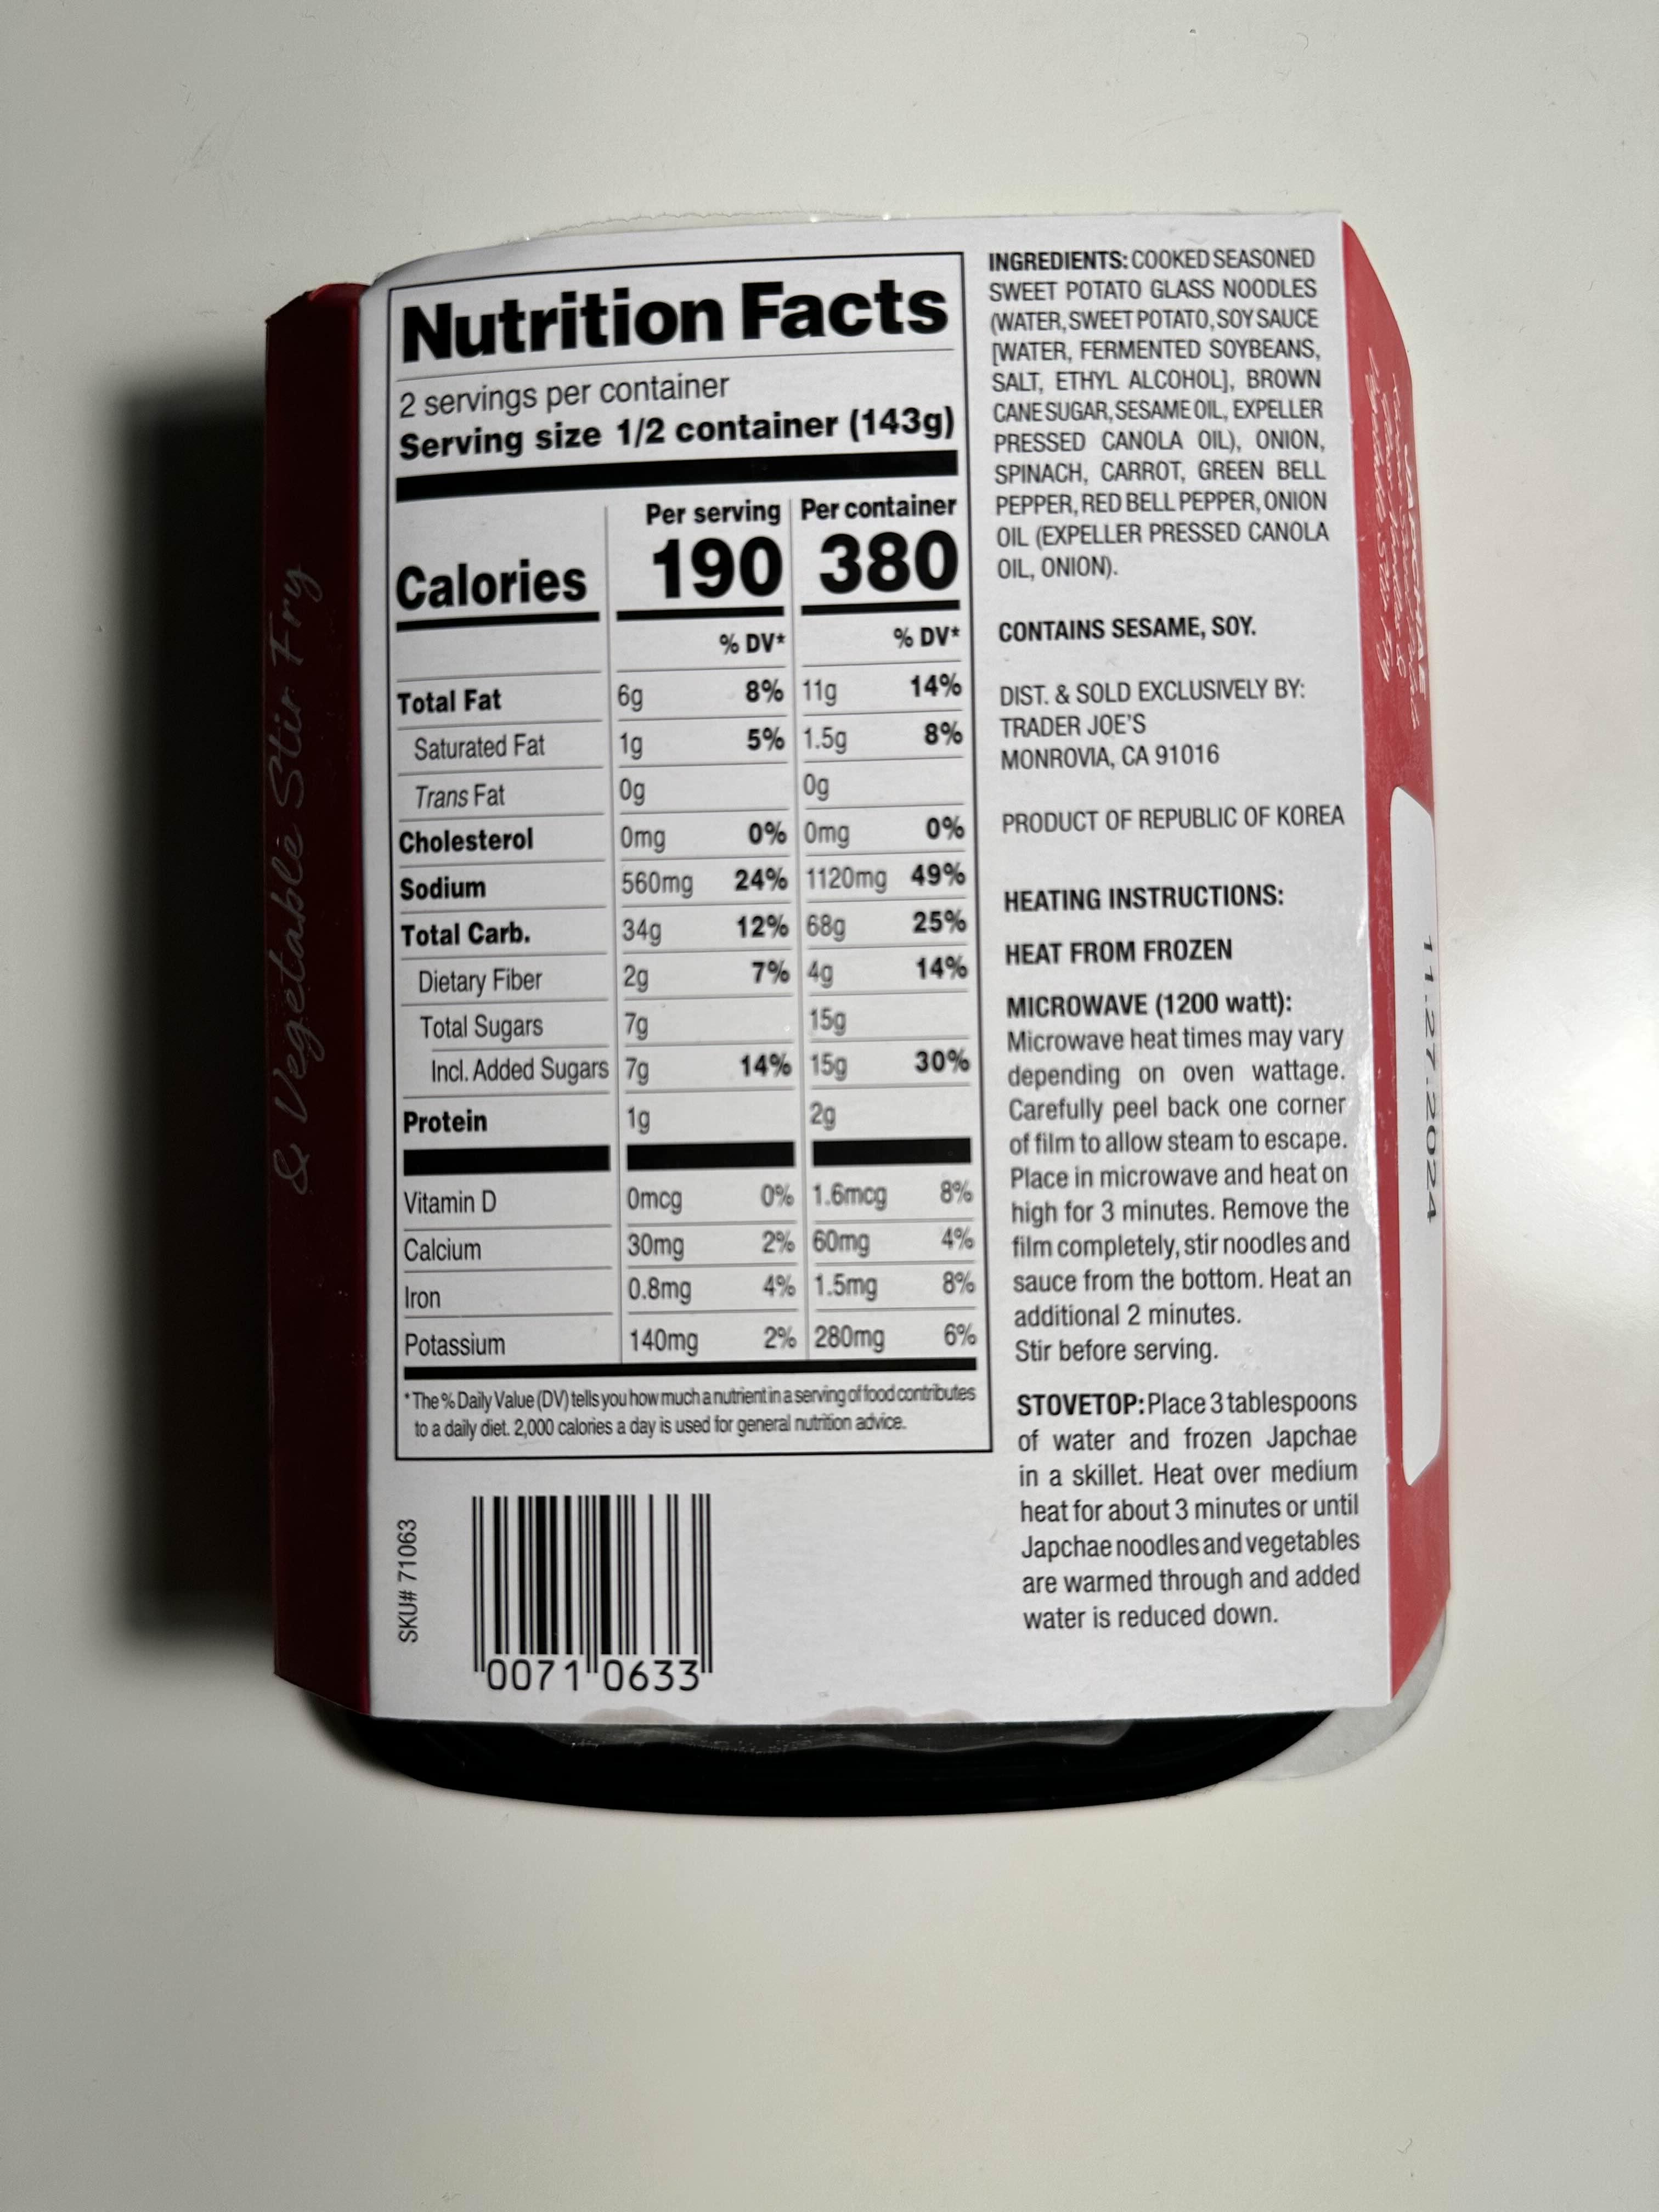 & Vegetable Stir Fry
Nutrition Facts
2 servings per container
Serving size 1/2 container (143g)
Per serving Per container
Calories 190 380
% DV* % DV*
Total Fat 6g 8% 11g 14%
Saturated Fat 1g 5% 1.5g 8%
Trans Fat 0g 0g
Cholesterol 0mg 0% 0mg 0%
Sodium 560mg 24% 1120mg 49%
Total Carb. 34g 12% 68g 25%
Dietary Fiber 2g 7% 4g 14%
Total Sugars 7g 15g
Incl. Added Sugars 7g 14% 15g 30%
Protein 1g 2g
Vitamin D 0mcg 0% 1.6mcg 8%
Calcium 30mg 2% 60mg 4%
Iron 0.8mg 4% 1.5mg 8%
Potassium 140mg 2% 280mg 6%
*The % Daily Value (DV) tells you how much a nutrient in a serving of food contributes
to a daily diet. 2,000 calories a day is used for general nutrition advice.
SKU# 71063
0071 0633
INGREDIENTS: COOKED SEASONED
SWEET POTATO GLASS NOODLES
(WATER, SWEET POTATO, SOY SAUCE
[WATER, FERMENTED SOYBEANS,
SALT, ETHYL ALCOHOL], BROWN
CANE SUGAR, SESAME OIL, EXPELLER
PRESSED CANOLA OIL), ONION,
SPINACH, CARROT, GREEN BELL
PEPPER, RED BELL PEPPER, ONION
OIL (EXPELLER PRESSED CANOLA
OIL, ONION).
CONTAINS SESAME, SOY.
DIST. & SOLD EXCLUSIVELY BY:
TRADER JOE'S
MONROVIA, CA 91016
PRODUCT OF REPUBLIC OF KOREA
HEATING INSTRUCTIONS:
HEAT FROM FROZEN
MICROWAVE (1200 watt):
Microwave heat times may vary
depending on oven wattage.
Carefully peel back one corner
of film to allow steam to escape.
Place in microwave and heat on
high for 3 minutes. Remove the
film completely, stir noodles and
sauce from the bottom. Heat an
additional 2 minutes.
Stir before serving.
STOVETOP: Place 3 tablespoons
of water and frozen Japchae
in a skillet. Heat over medium
heat for about 3 minutes or until
Japchae noodles and vegetables
are warmed through and added
water is reduced down.
11.27.2024